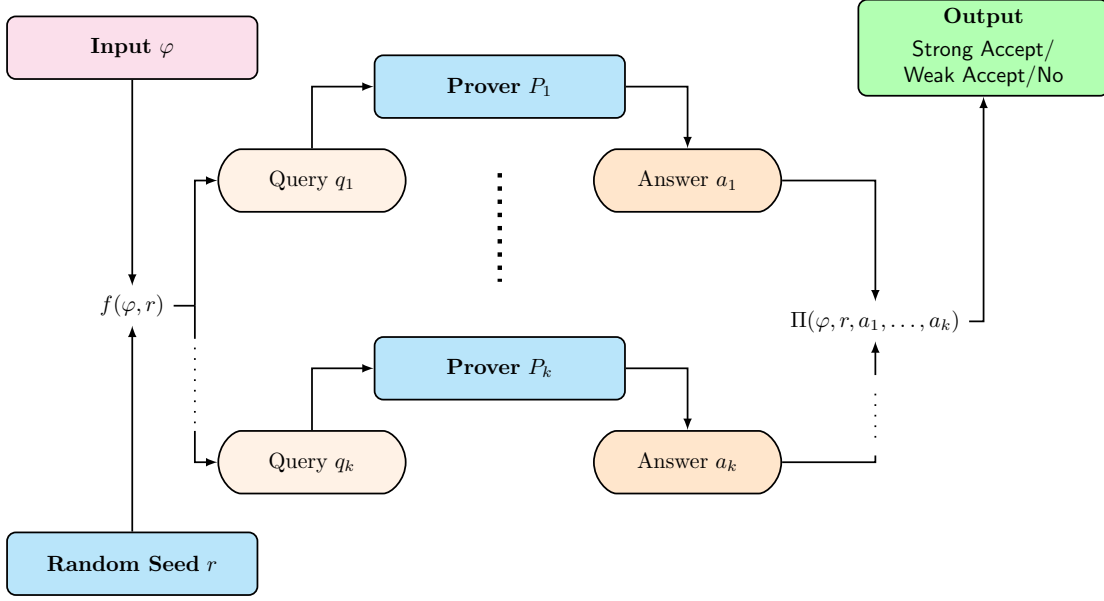 Input φ
Output
Strong Accept/
Weak Accept/No
Prover P₁
Query q₁
Answer a₁
f(φ, r)
Π(φ, r, a₁, . . . , aₖ)
Prover Pₖ
Query qₖ
Answer aₖ
Random Seed r